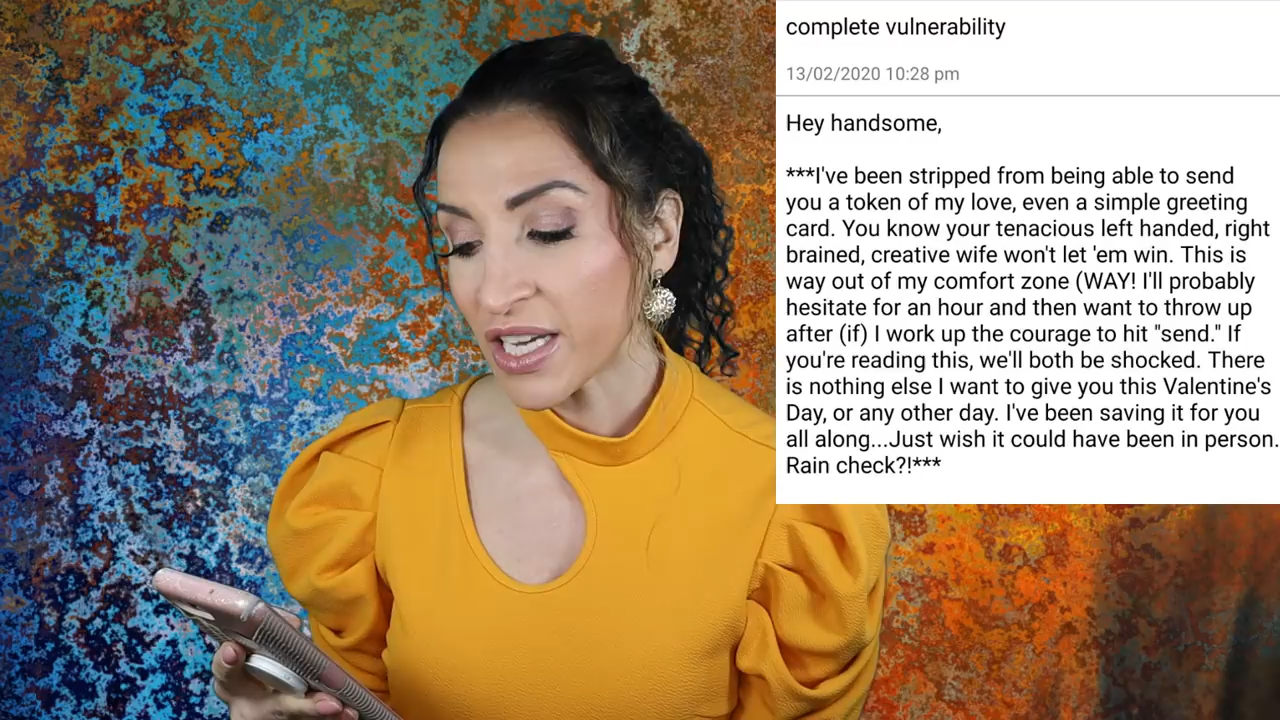 complete vulnerability
13/02/2020 10:28 pm
Hey handsome,
***I've been stripped from being able to send
you a token of my love, even a simple greeting
card. You know your tenacious left handed, right
brained, creative wife won't let 'em win. This is
way out of my comfort zone (WAY! I'll probably
hesitate for an hour and then want to throw up
after (if) I work up the courage to hit "send." If
you're reading this, we'll both be shocked. There
is nothing else I want to give you this Valentine's
Day, or any other day. I've been saving it for you
all along...Just wish it could have been in person.
Rain check?!***